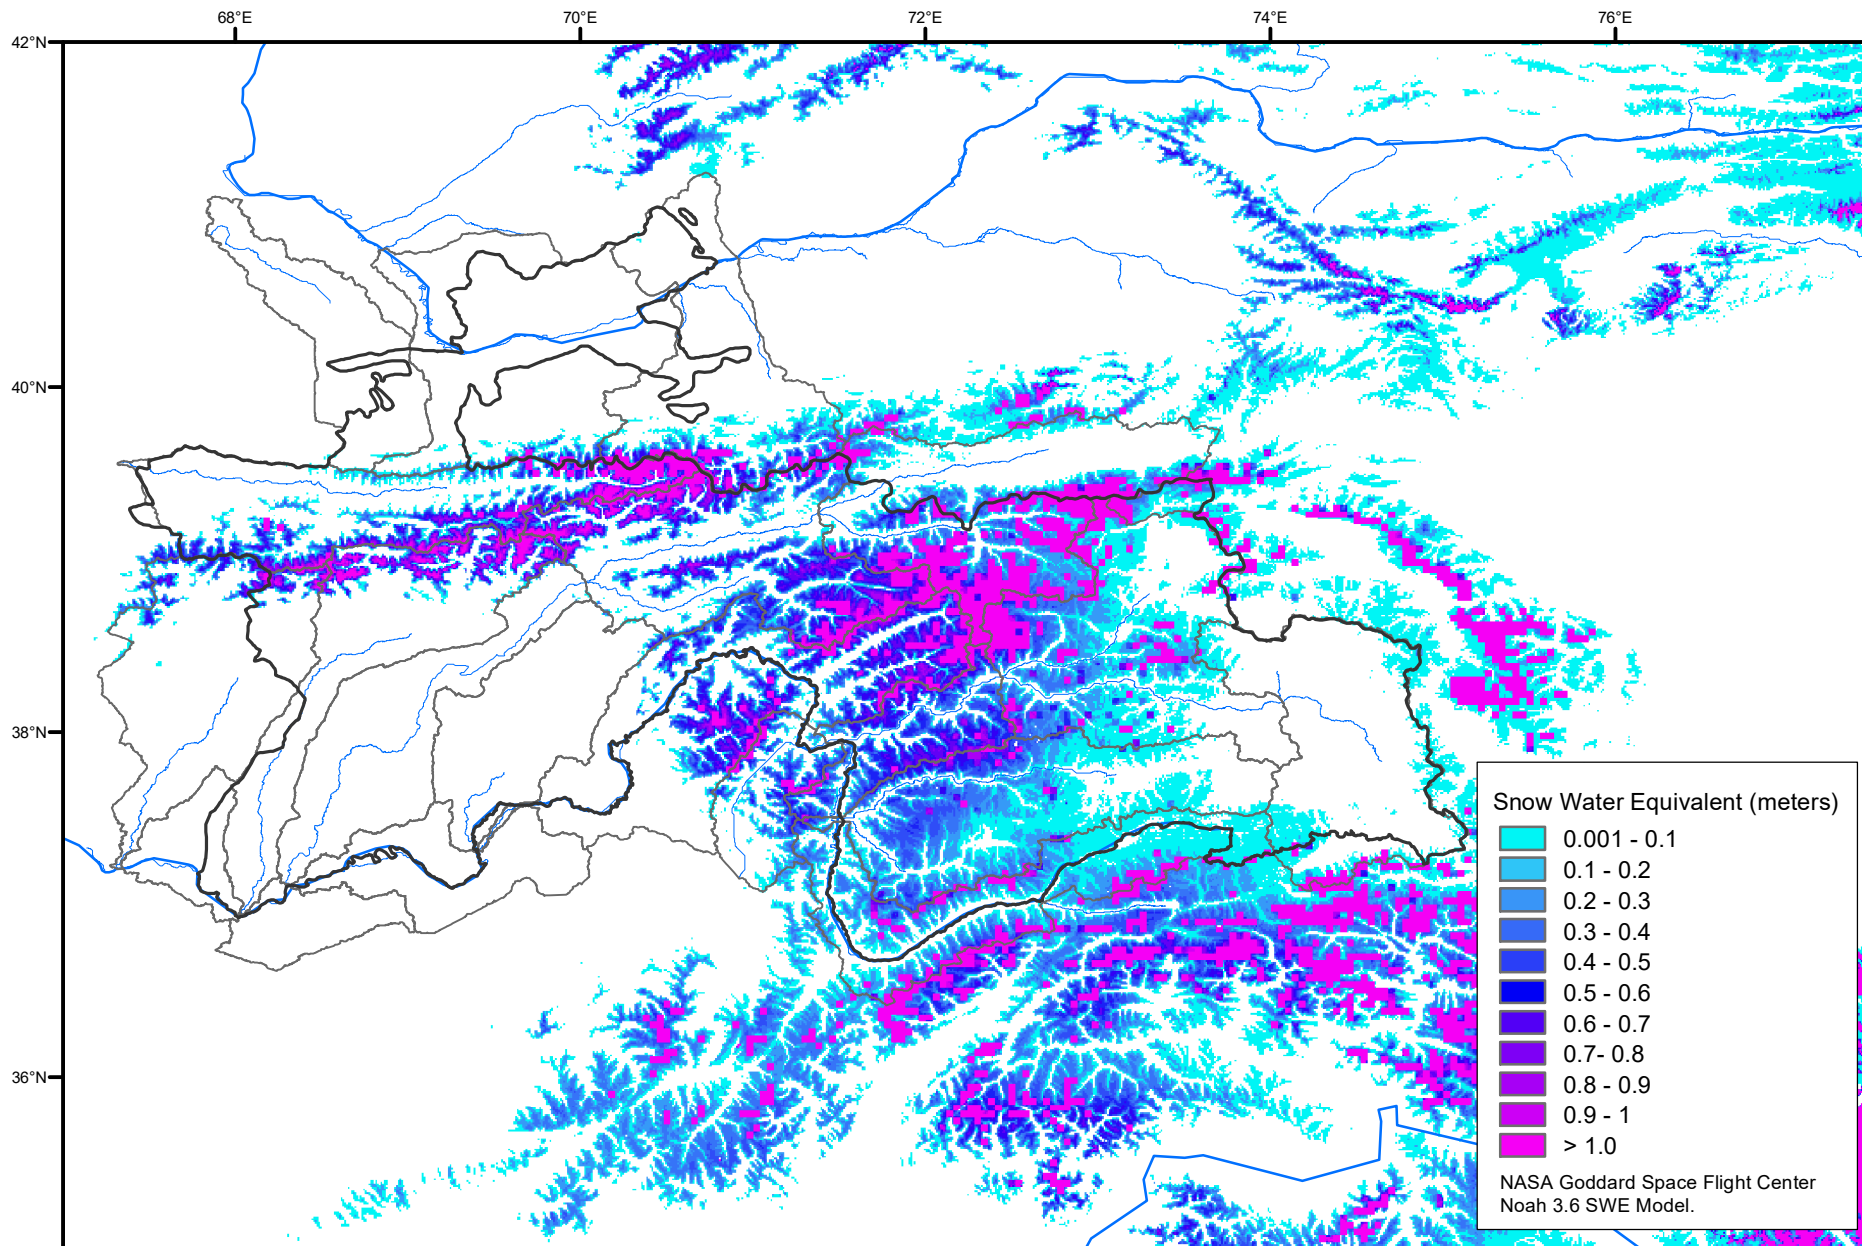 68°E 70°E 72°E 74°E 76°E
42°N
40°N
38°N
36°N
Snow Water Equivalent (meters)
0.001 - 0.1
0.1 - 0.2
0.2 - 0.3
0.3 - 0.4
0.4 - 0.5
0.5 - 0.6
0.6 - 0.7
0.7- 0.8
0.8 - 0.9
0.9 - 1
> 1.0
NASA Goddard Space Flight Center
Noah 3.6 SWE Model.